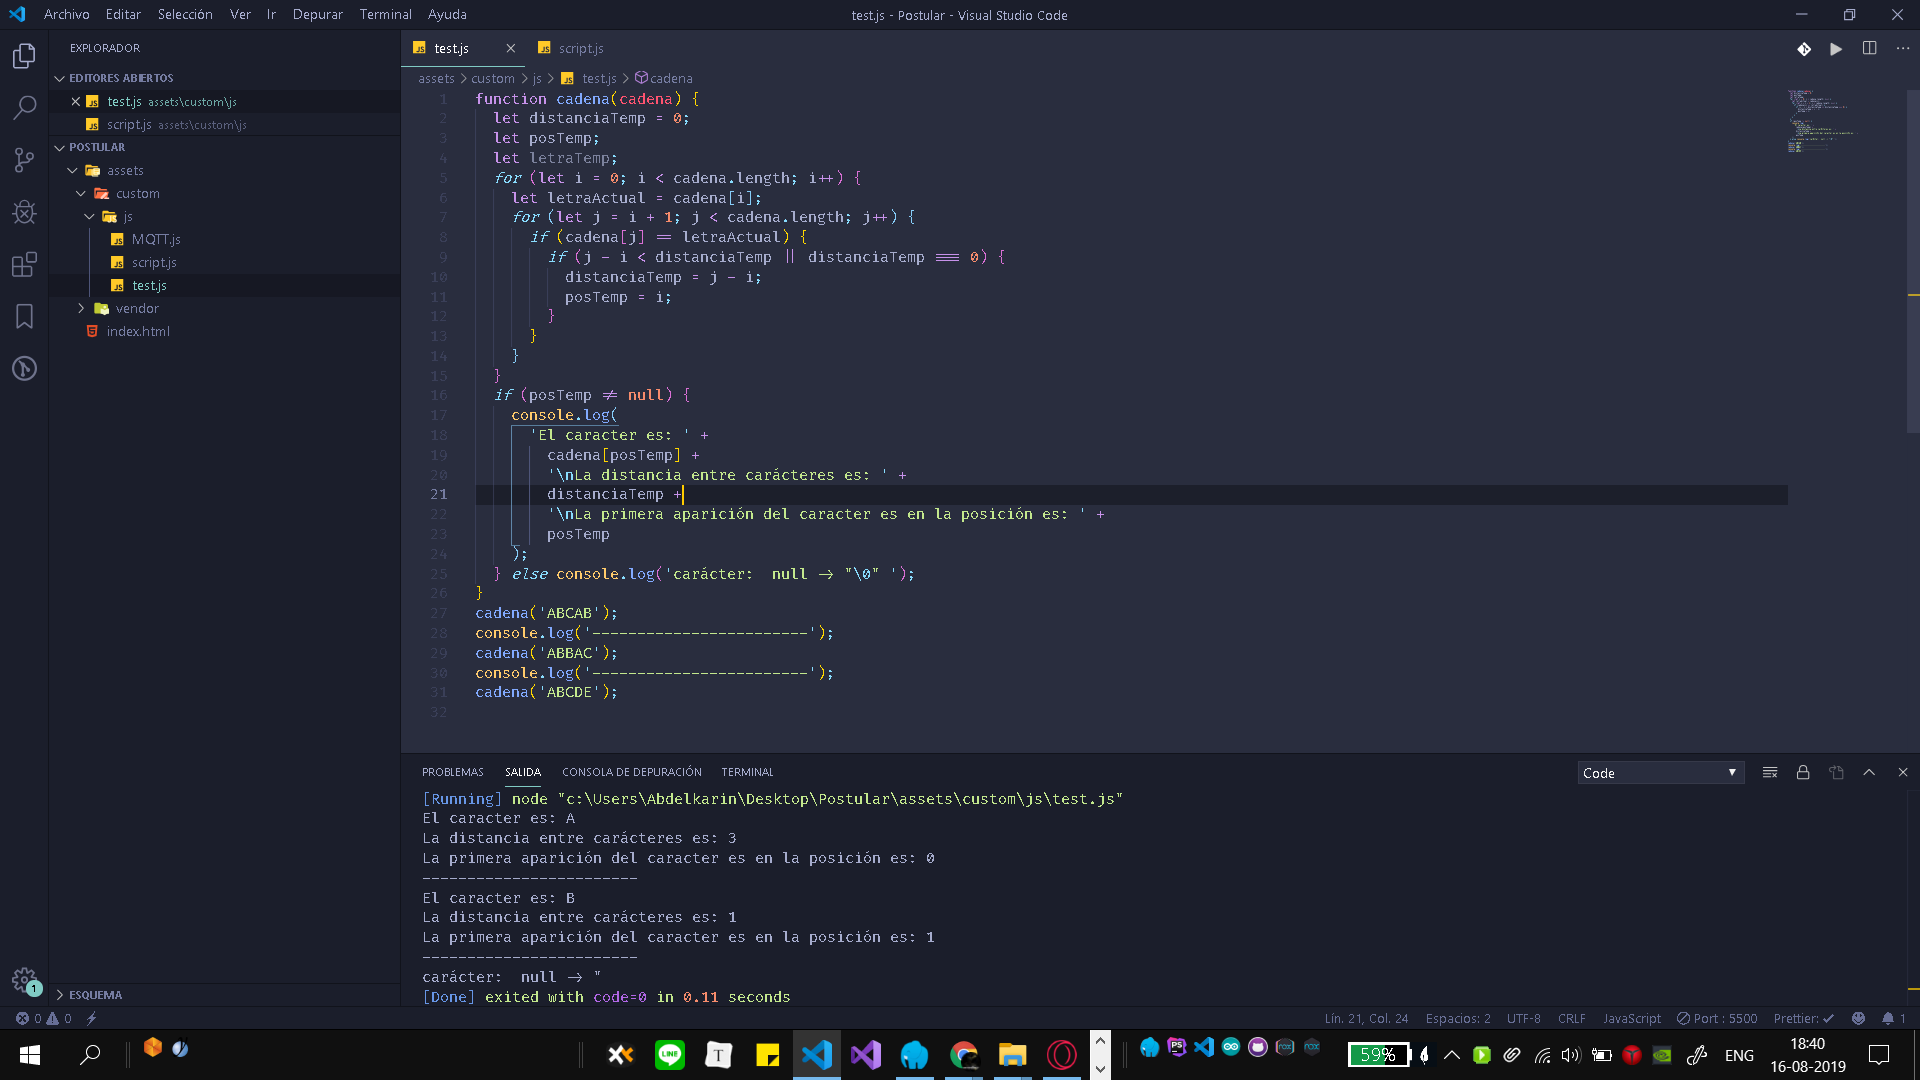 Archivo Editar Selección Ver Ir Depurar Terminal Ayuda
test.js - Postular - Visual Studio Code
EXPLORADOR
EDITORES ABIERTOS
test.js assets\custom\js
script.js assets\custom\js
POSTULAR
assets
custom
js
MQTT.js
script.js
test.js
vendor
index.html
ESQUEMA
test.js script.js
assets > custom > js > test.js > cadena
1 function cadena(cadena) {
2 let distanciaTemp = 0;
3 let posTemp;
4 let letraTemp;
5 for (let i = 0; i < cadena.length; i++) {
6 let letraActual = cadena[i];
7 for (let j = i + 1; j < cadena.length; j++) {
8 if (cadena[j] == letraActual) {
9 if (j - i < distanciaTemp || distanciaTemp === 0) {
10 distanciaTemp = j - i;
11 posTemp = i;
12 }
13 }
14 }
15 }
16 if (posTemp != null) {
17 console.log(
18 'El caracter es: ' +
19 cadena[posTemp] +
20 '\nLa distancia entre carácteres es: ' +
21 distanciaTemp +
22 '\nLa primera aparición del caracter es en la posición es: ' +
23 posTemp
24 );
25 } else console.log('carácter:  null -> "\0" ');
26 }
27 cadena('ABCAB');
28 console.log('------------------------');
29 cadena('ABBAC');
30 console.log('------------------------');
31 cadena('ABCDE');
32
PROBLEMAS SALIDA CONSOLA DE DEPURACIÓN TERMINAL
Code
[Running] node "c:\Users\Abdelkarin\Desktop\Postular\assets\custom\js\test.js"
El caracter es: A
La distancia entre carácteres es: 3
La primera aparición del caracter es en la posición es: 0
------------------------
El caracter es: B
La distancia entre carácteres es: 1
La primera aparición del caracter es en la posición es: 1
------------------------
carácter:  null -> "
[Done] exited with code=0 in 0.11 seconds
1
0 0
Lín. 21, Col. 24 Espacios: 2 UTF-8 CRLF JavaScript Port : 5500 Prettier: 1
LINE
T
PS
59%
ENG
18:40
16-08-2019